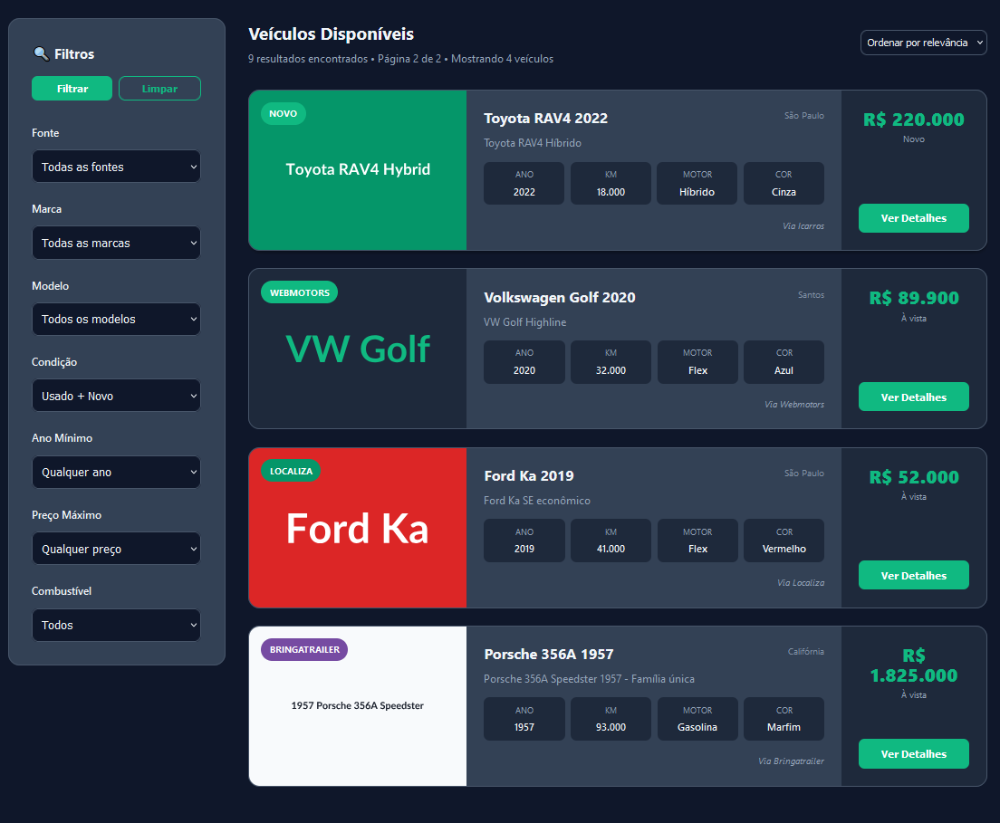 🔍 Filtros
Filtrar
Limpar
Fonte
Todas as fontes
Marca
Todas as marcas
Modelo
Todos os modelos
Condição
Usado + Novo
Ano Mínimo
Qualquer ano
Preço Máximo
Qualquer preço
Combustível
Todos
Veículos Disponíveis
9 resultados encontrados • Página 2 de 2 • Mostrando 4 veículos
Ordenar por relevância
NOVO
Toyota RAV4 Hybrid
Toyota RAV4 2022
São Paulo
Toyota RAV4 Híbrido
ANO
2022
KM
18.000
MOTOR
Híbrido
COR
Cinza
Via Icarros
R$ 220.000
Novo
Ver Detalhes
WEBMOTORS
VW Golf
Volkswagen Golf 2020
Santos
VW Golf Highline
ANO
2020
KM
32.000
MOTOR
Flex
COR
Azul
Via Webmotors
R$ 89.900
À vista
Ver Detalhes
LOCALIZA
Ford Ka
Ford Ka 2019
São Paulo
Ford Ka SE econômico
ANO
2019
KM
41.000
MOTOR
Flex
COR
Vermelho
Via Localiza
R$ 52.000
À vista
Ver Detalhes
BRINGATRAILER
1957 Porsche 356A Speedster
Porsche 356A 1957
Califórnia
Porsche 356A Speedster 1957 - Família única
ANO
1957
KM
93.000
MOTOR
Gasolina
COR
Marfim
Via Bringatrailer
R$
1.825.000
À vista
Ver Detalhes